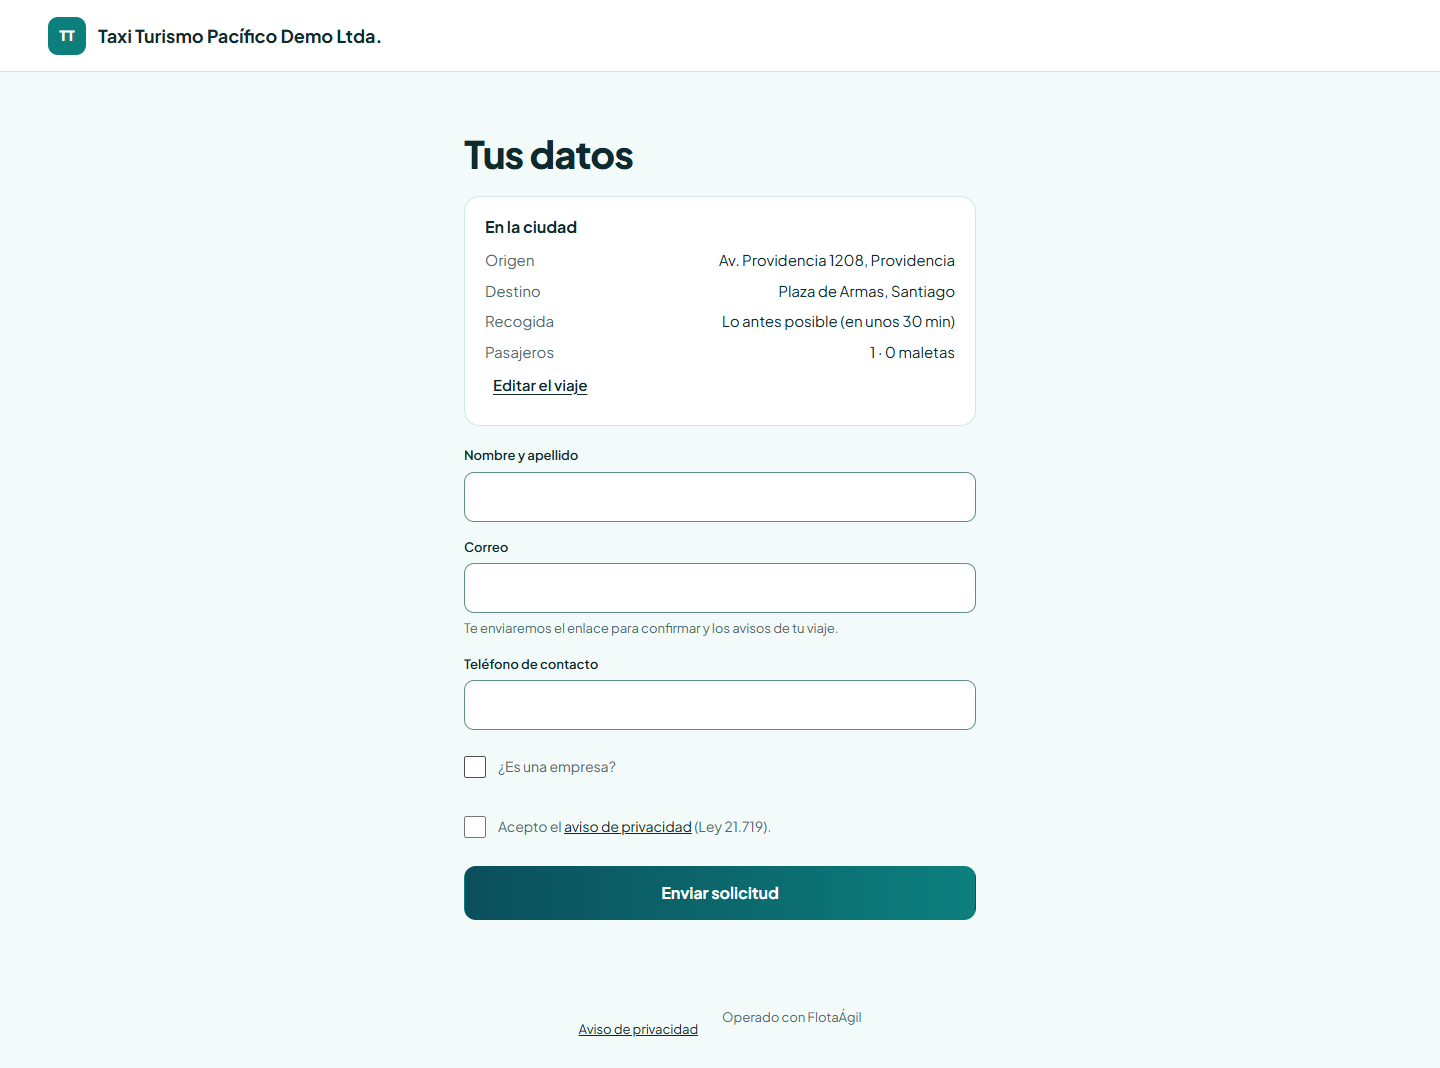 TT
Taxi Turismo Pacífico Demo Ltda.
Tus datos
En la ciudad
Origen Av. Providencia 1208, Providencia
Destino Plaza de Armas, Santiago
Recogida Lo antes posible (en unos 30 min)
Pasajeros 1 · 0 maletas
Editar el viaje
Nombre y apellido
Correo
Te enviaremos el enlace para confirmar y los avisos de tu viaje.
Teléfono de contacto
¿Es una empresa?
Acepto el aviso de privacidad (Ley 21.719).
Enviar solicitud
Aviso de privacidad
Operado con FlotaÁgil